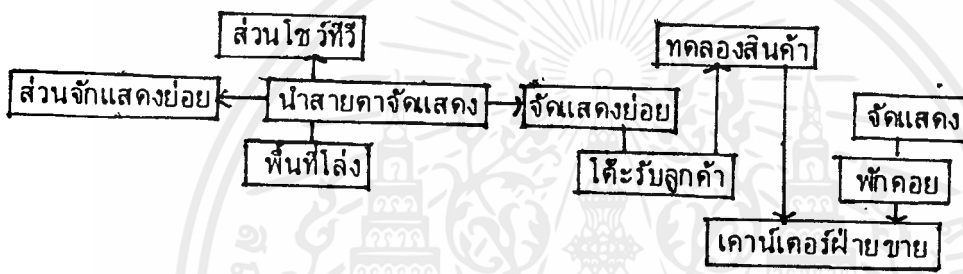 ส่วนโชว์ทีวี
ทดลองสินค้า
ส่วนจักแสดงย่อย
นำสายตาจัดแสดง
จัดแสดงย่อย
จัดแสดง
พื้นที่โล่ง
โต๊ะรับลูกค้า
พักคอย
เคาน์เตอร์ฝ่ายขาย